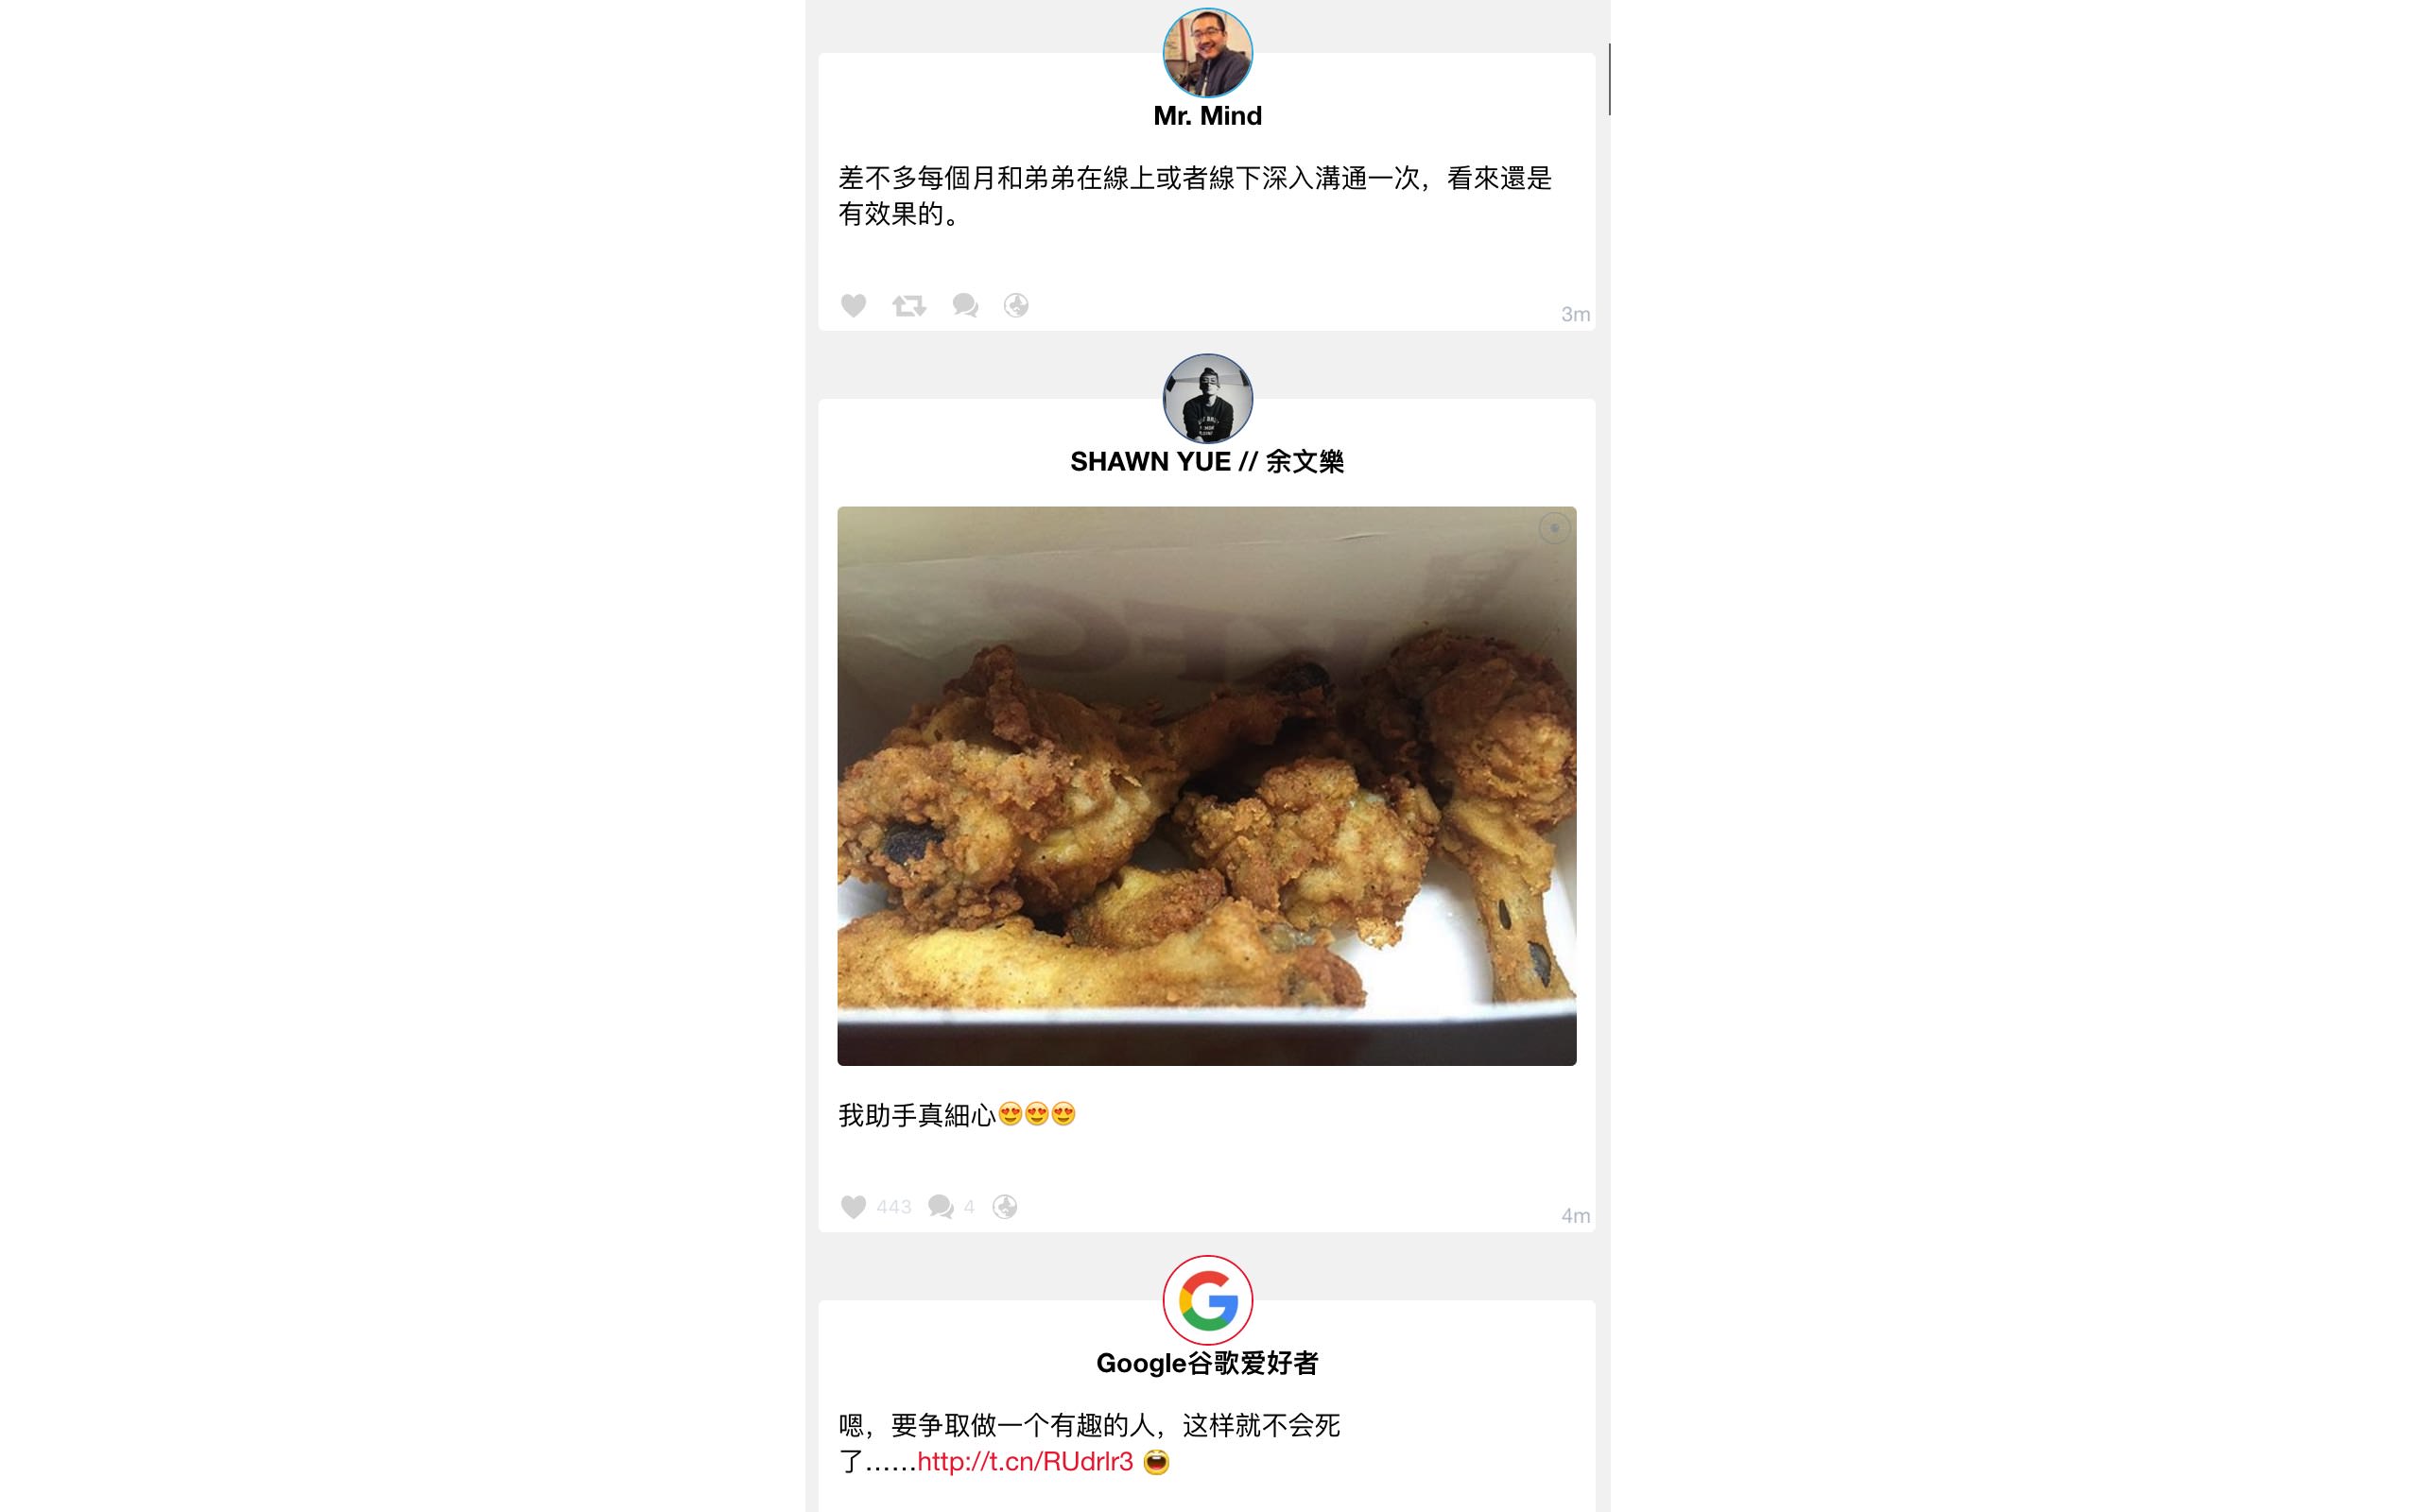 Mr. Mind
差不多每個月和弟弟在線上或者線下深入溝通一次，看來還是
有效果的。
3m
SHAWN YUE // 余文樂
KFC
我助手真細心😍😍😍
443
4
4m
Google谷歌爱好者
嗯，要争取做一个有趣的人，这样就不会死
了……http://t.cn/RUdrlr3